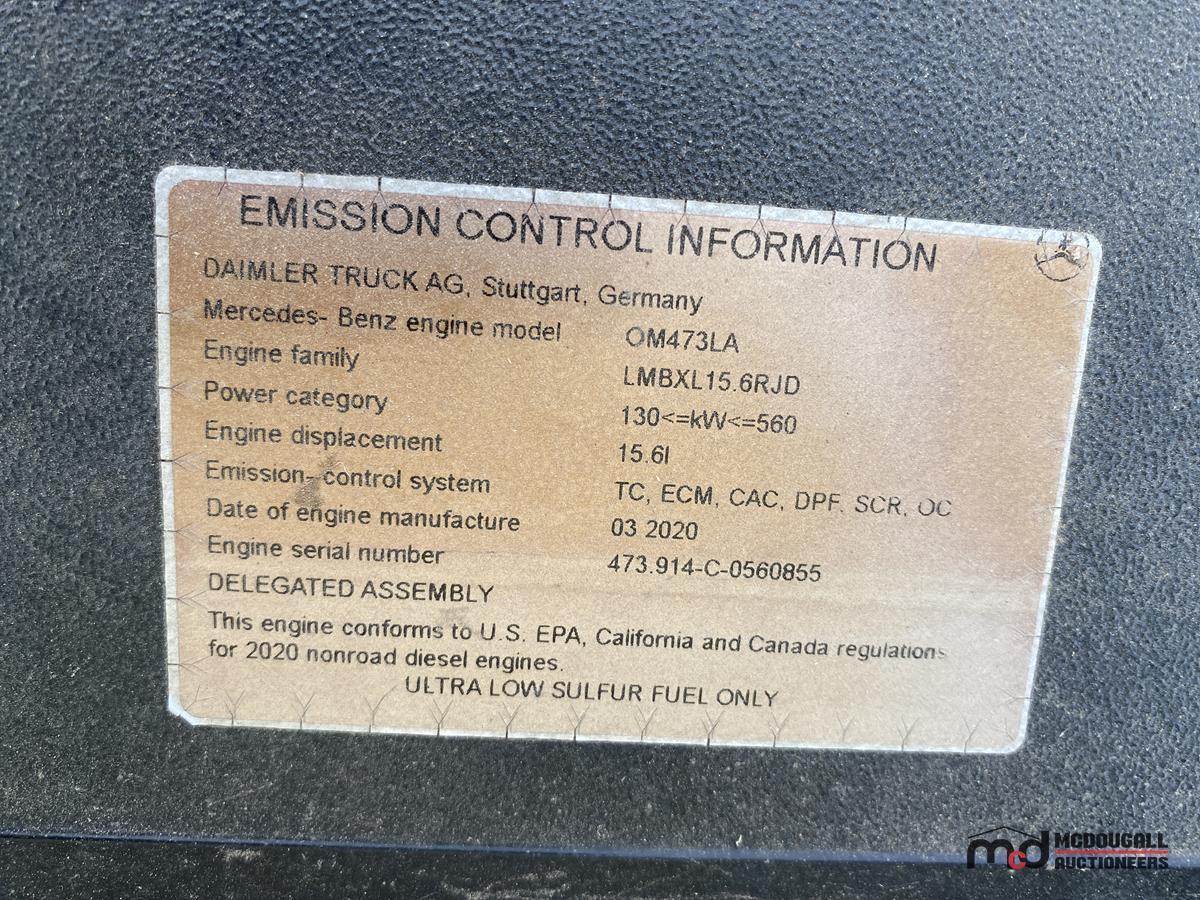 EMISSION CONTROL INFORMATION
DAIMLER TRUCK AG, Stuttgart, Germany
Mercedes- Benz engine model OM473LA
Engine family LMBXL15.6RJD
Power category 130<=kW<=560
Engine displacement 15.6l
Emission- control system TC, ECM, CAC, DPF, SCR, OC
Date of engine manufacture 03 2020
Engine serial number 473.914-C-0560855
DELEGATED ASSEMBLY
This engine conforms to U.S. EPA, California and Canada regulations
for 2020 nonroad diesel engines.
ULTRA LOW SULFUR FUEL ONLY
mcd MCDOUGALL
AUCTIONEERS